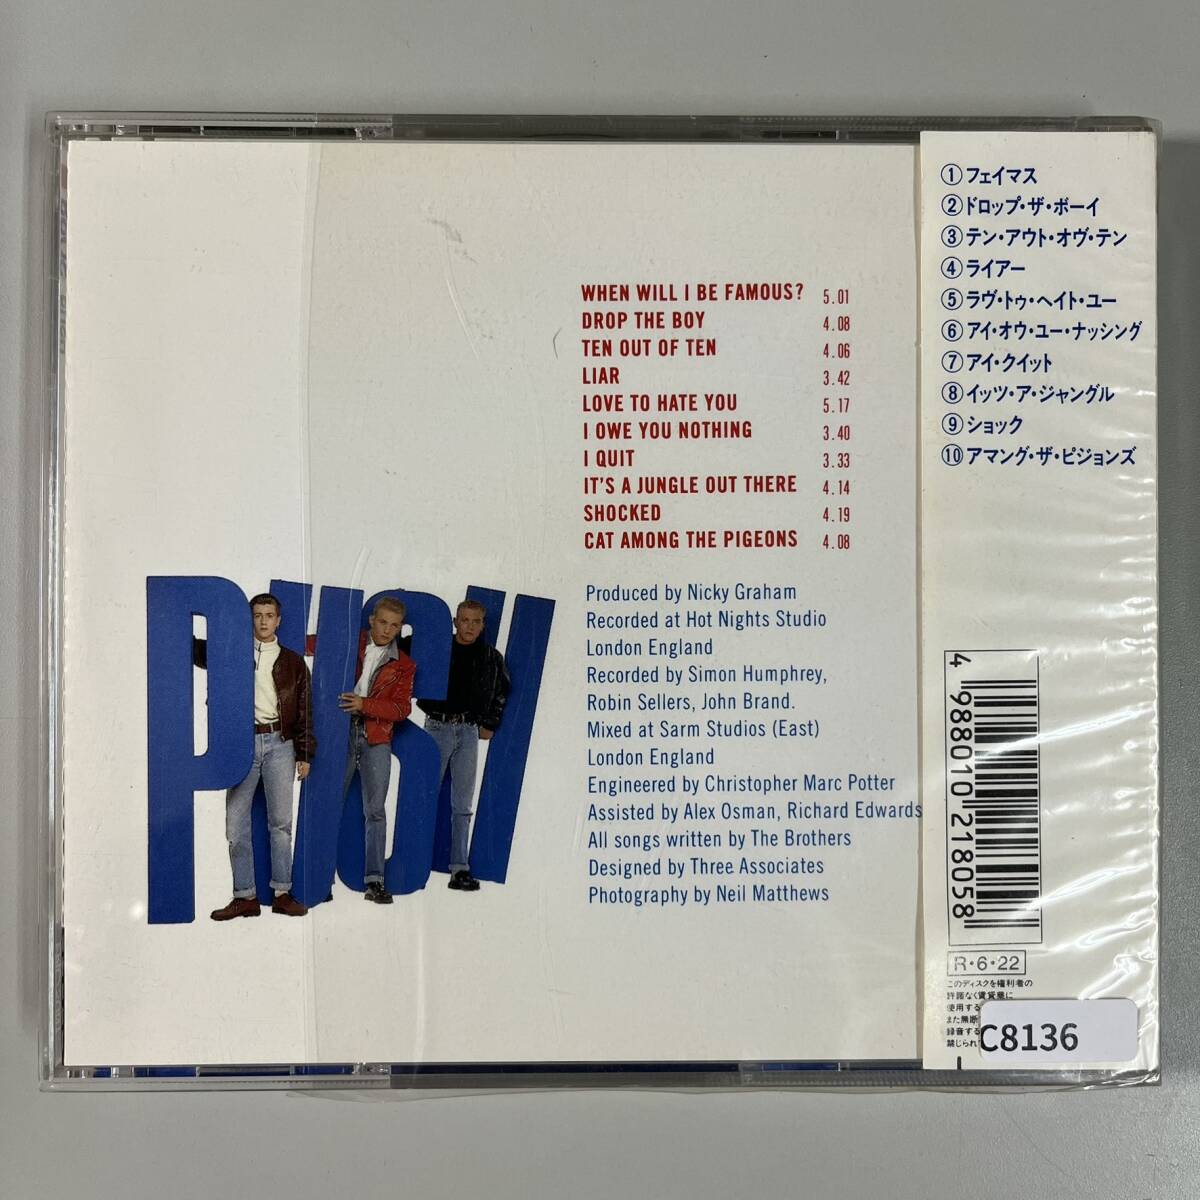 WHEN WILL I BE FAMOUS? 5.01
DROP THE BOY 4.08
TEN OUT OF TEN 4.06
LIAR 3.42
LOVE TO HATE YOU 5.17
I OWE YOU NOTHING 3.40
I QUIT 3.33
IT'S A JUNGLE OUT THERE 4.14
SHOCKED 4.19
CAT AMONG THE PIGEONS 4.08
PUSH
Produced by Nicky Graham
Recorded at Hot Nights Studio
London England
Recorded by Simon Humphrey,
Robin Sellers, John Brand.
Mixed at Sarm Studios (East)
London England
Engineered by Christopher Marc Potter
Assisted by Alex Osman, Richard Edwards
All songs written by The Brothers
Designed by Three Associates
Photography by Neil Matthews
①フェイマス
②ドロップ・ザ・ボーイ
③テン・アウト・オヴ・テン
④ライアー
⑤ラヴ・トゥ・ヘイト・ユー
⑥アイ・オウ・ユー・ナッシング
⑦アイ・クイット
⑧イッツ・ア・ジャングル
⑨ショック
⑩アマング・ザ・ピジョンズ
4 988010 218058
R・6・22
このディスクを権利者の
許諾なく賃貸業に
使用する
また無断
録音する
禁じられ
C8136